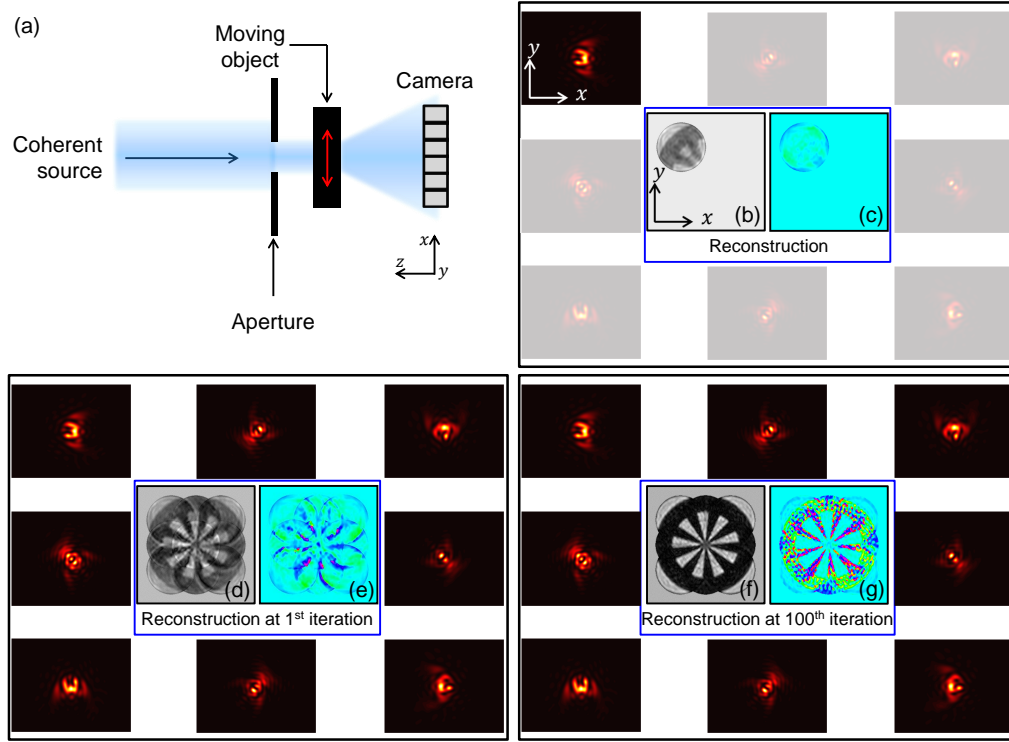 (a)
Moving
object
Camera
Coherent
source
Aperture
x
z
y
y
x
y
x
(b)
(c)
Reconstruction
(d)
(e)
Reconstruction at 1st iteration
(f)
(g)
Reconstruction at 100th iteration